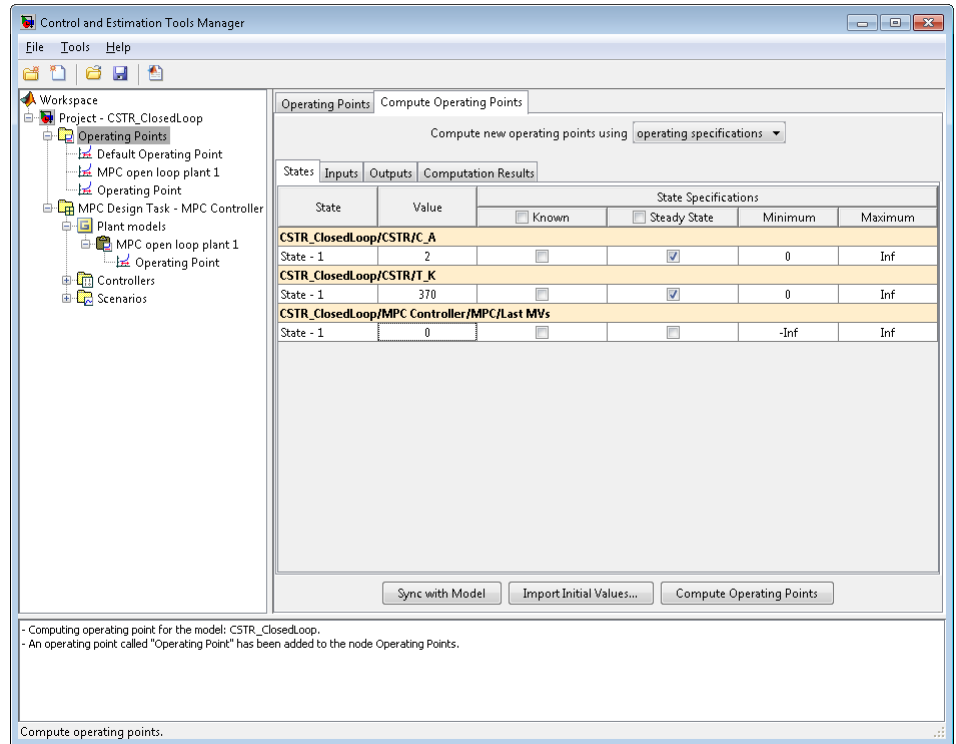 Control and Estimation Tools Manager
File Tools Help
Workspace
Project - CSTR_ClosedLoop
Operating Points
Default Operating Point
MPC open loop plant 1
Operating Point
MPC Design Task - MPC Controller
Plant models
MPC open loop plant 1
Operating Point
Controllers
Scenarios
Operating Points Compute Operating Points
Compute new operating points using operating specifications
States Inputs Outputs Computation Results
State Value State Specifications
Known Steady State Minimum Maximum
CSTR_ClosedLoop/CSTR/C_A
State - 1 2 0 Inf
CSTR_ClosedLoop/CSTR/T_K
State - 1 370 0 Inf
CSTR_ClosedLoop/MPC Controller/MPC/Last MVs
State - 1 0 -Inf Inf
Sync with Model Import Initial Values... Compute Operating Points
- Computing operating point for the model: CSTR_ClosedLoop.
- An operating point called "Operating Point" has been added to the node Operating Points.
Compute operating points.